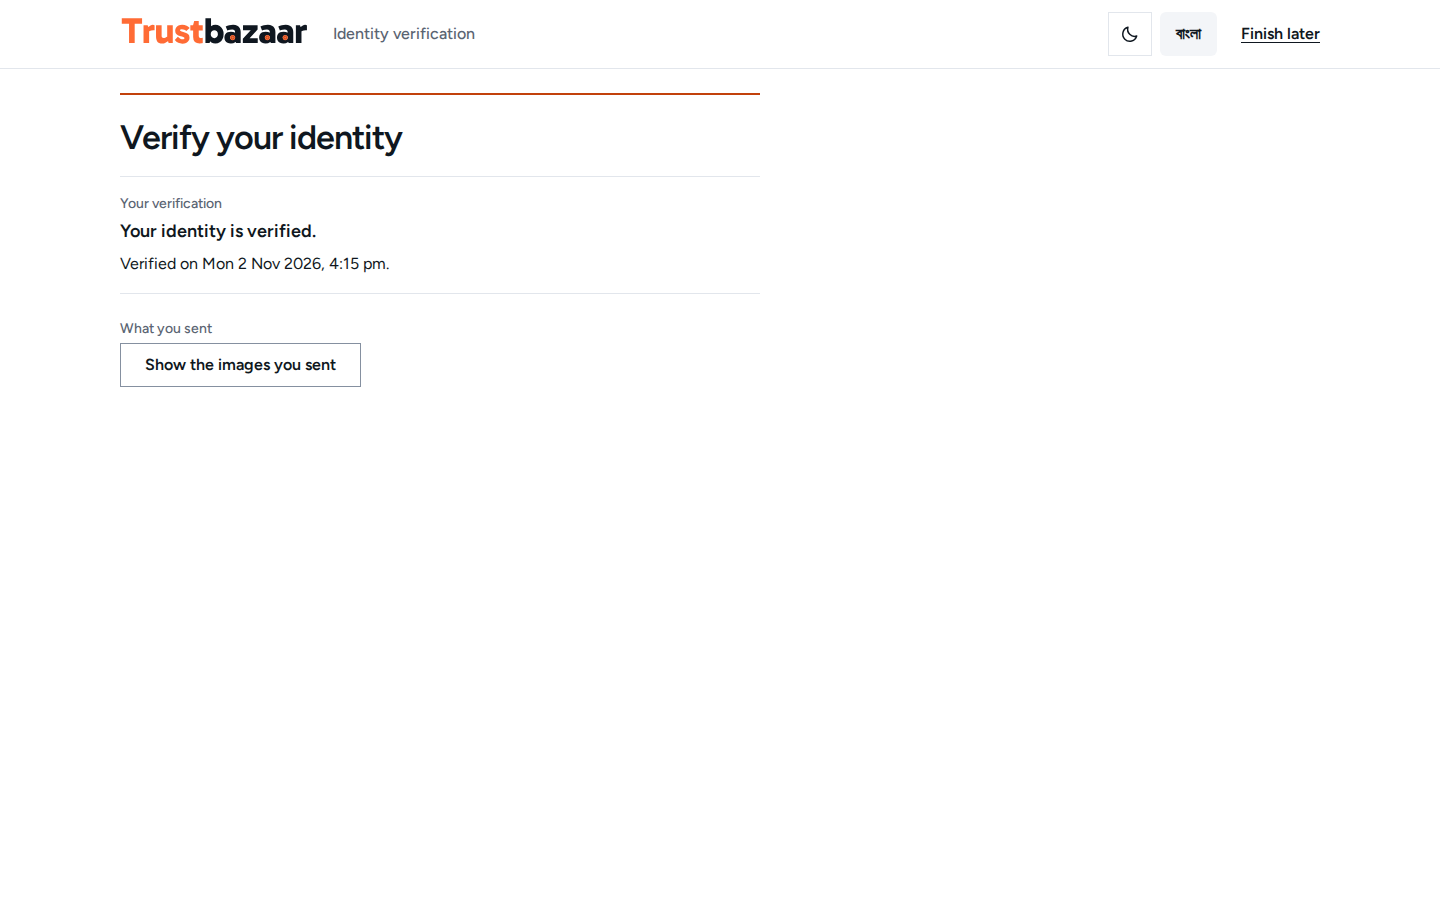 Trustbazaar
Identity verification
বাংলা
Finish later
Verify your identity
Your verification
Your identity is verified.
Verified on Mon 2 Nov 2026, 4:15 pm.
What you sent
Show the images you sent